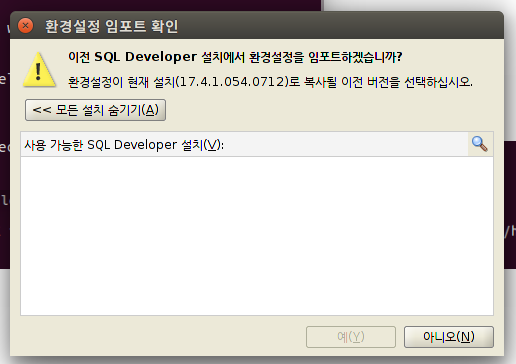 환경설정 임포트 확인
이전 SQL Developer 설치에서 환경설정을 임포트하겠습니까?
환경설정이 현재 설치(17.4.1.054.0712)로 복사될 이전 버전을 선택하십시오.
<< 모든 설치 숨기기(A)
사용 가능한 SQL Developer 설치(V):
예(Y)
아니오(N)